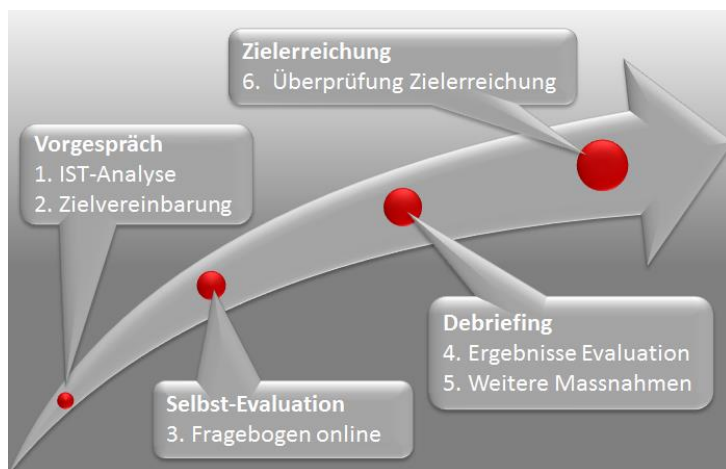 Vorgespräch
1. IST-Analyse
2. Zielvereinbarung
Selbst-Evaluation
3. Fragebogen online
Debriefing
4. Ergebnisse Evaluation
5. Weitere Massnahmen
Zielerreichung
6. Überprüfung Zielerreichung